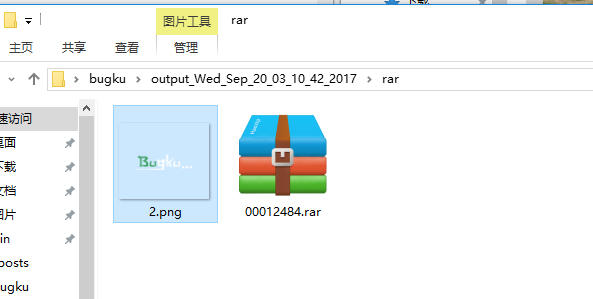 图片工具 rar
主页 共享 查看 管理
bugku output_Wed_Sep_20_03_10_42_2017 rar
速访问
桌面
下载
文档
图片
in
posts
ugku
Bugku...
2.png 00012484.rar